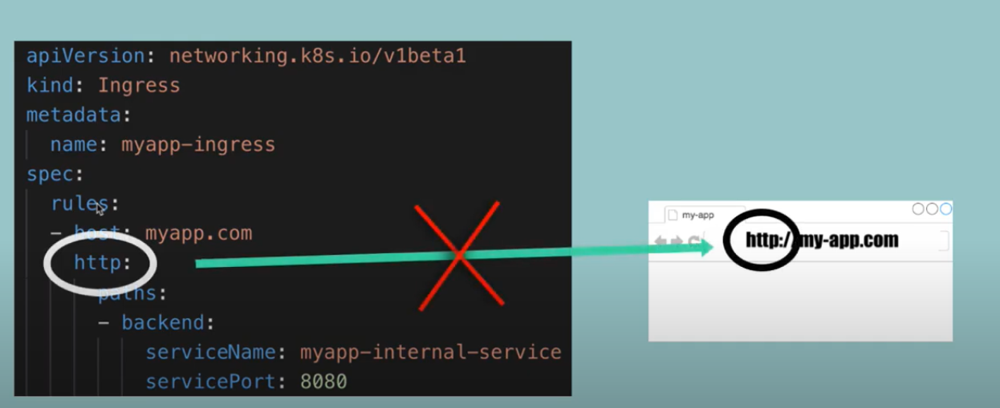 apiVersion: networking.k8s.io/v1beta1
kind: Ingress
metadata:
  name: myapp-ingress
spec:
  rules:
  - host: myapp.com
    http:
      paths:
      - backend:
          serviceName: myapp-internal-service
          servicePort: 8080
my-app
http:/my-app.com